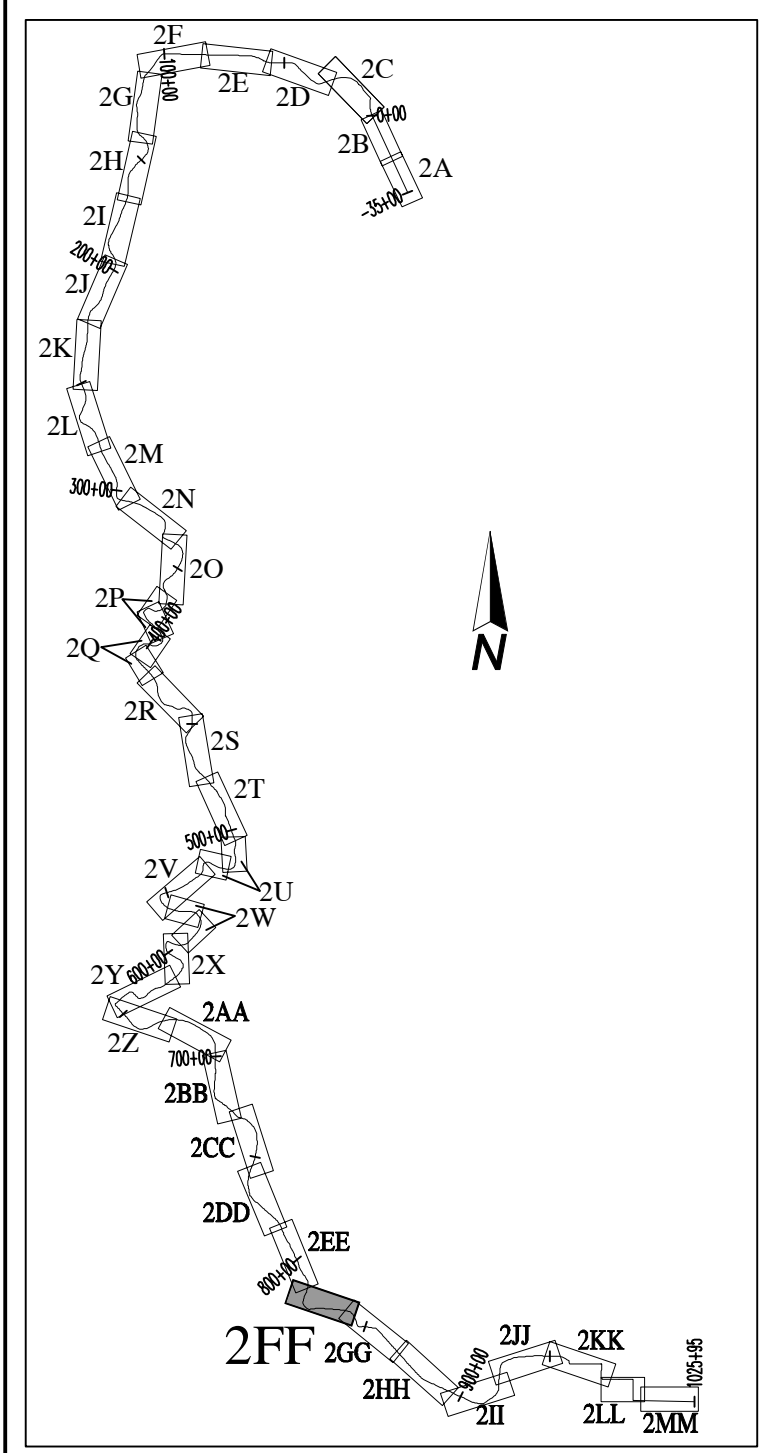 2F
2C
100+00
2E
2D
2G
0+00
2B
2H
2A
-35+00
2I
200+00
2J
2K
2L
2M
300+00
2N
2O
2P
400+00
2Q
N
2R
2S
2T
500+00
2V
2U
2W
600+00
2X
2Y
2AA
2Z
700+00
2BB
2CC
2DD
2EE
800+00
2FF
2GG
2JJ
2KK
1025+95
900+00
2HH
2II
2LL
2MM